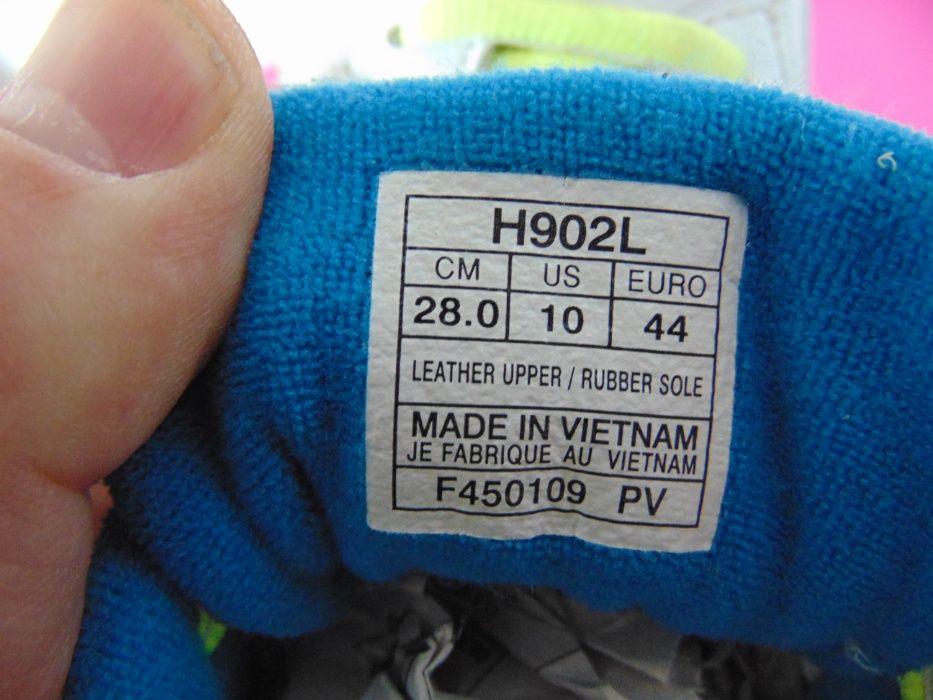 H902L
CM US EURO
28.0 10 44
LEATHER UPPER / RUBBER SOLE
MADE IN VIETNAM
JE FABRIQUE AU VIETNAM
F450109 PV